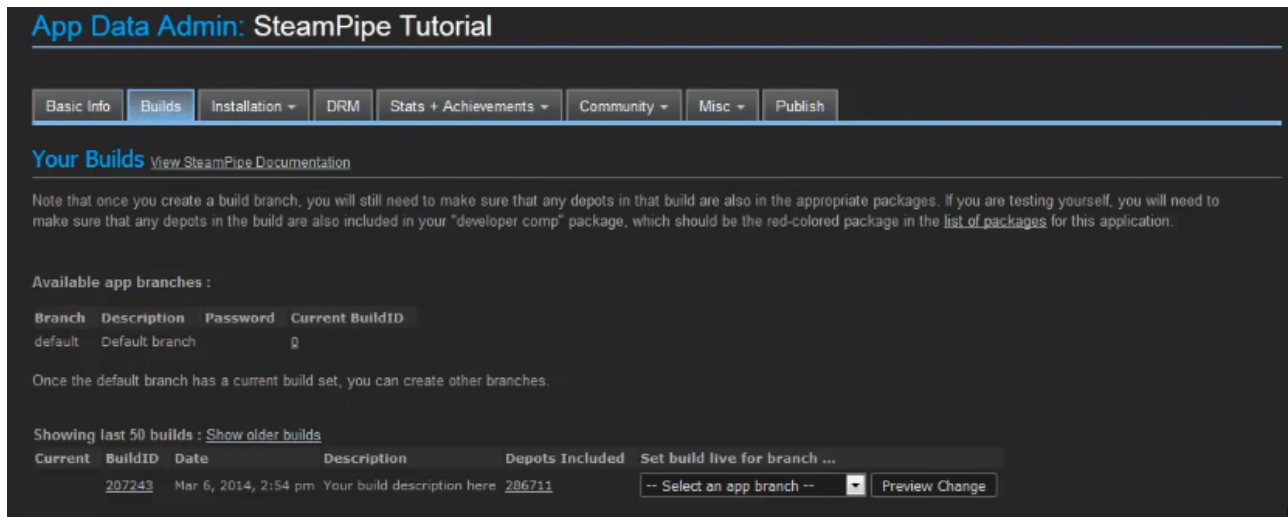 App Data Admin: SteamPipe Tutorial
Basic Info Builds Installation DRM Stats + Achievements Community Misc Publish
Your Builds View SteamPipe Documentation
Note that once you create a build branch, you will still need to make sure that any depots in that build are also in the appropriate packages. If you are testing yourself, you will need to
make sure that any depots in the build are also included in your "developer comp" package, which should be the red-colored package in the list of packages for this application.
Available app branches :
Branch Description Password Current BuildID
default Default branch 0
Once the default branch has a current build set, you can create other branches.
Showing last 50 builds : Show older builds
Current BuildID Date Description Depots Included Set build live for branch ...
207243 Mar 6, 2014, 2:54 pm Your build description here 286711 -- Select an app branch -- Preview Change